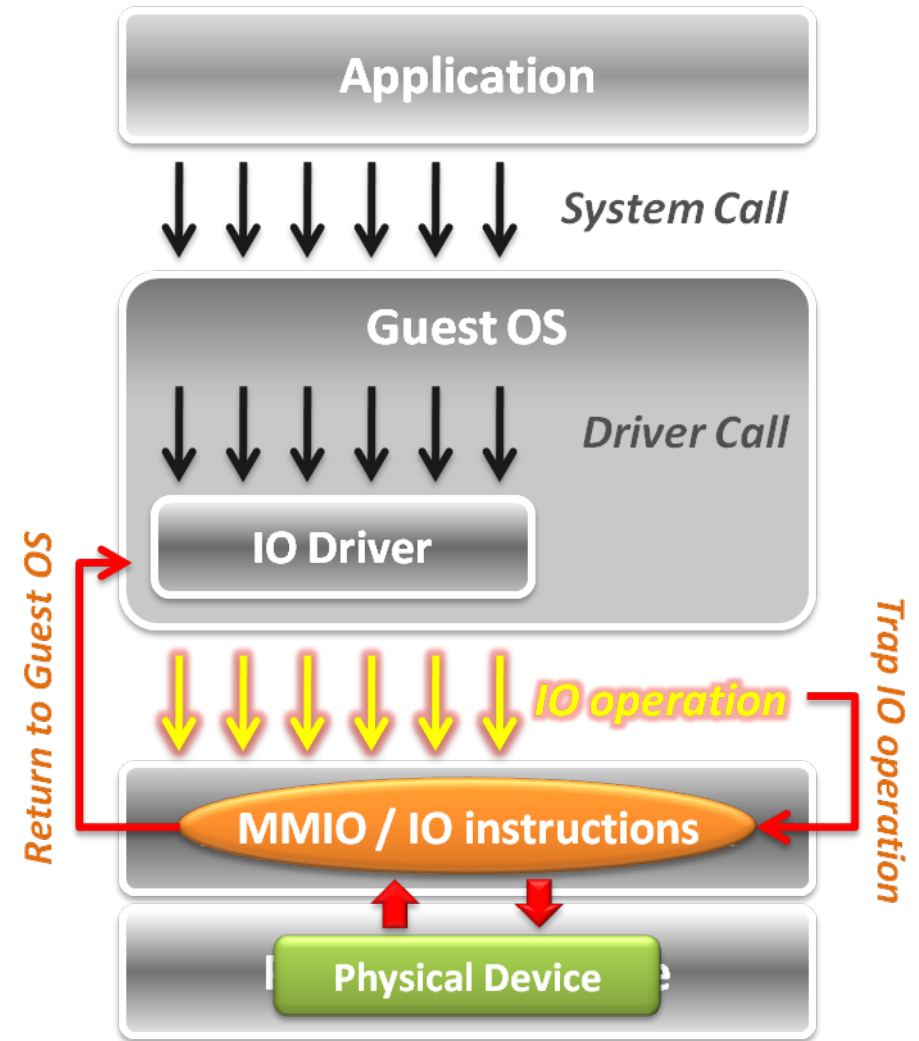 Application
System Call
Guest OS
Driver Call
IO Driver
Return to Guest OS
IO operation
Trap IO operation
MMIO / IO instructions
Physical Device